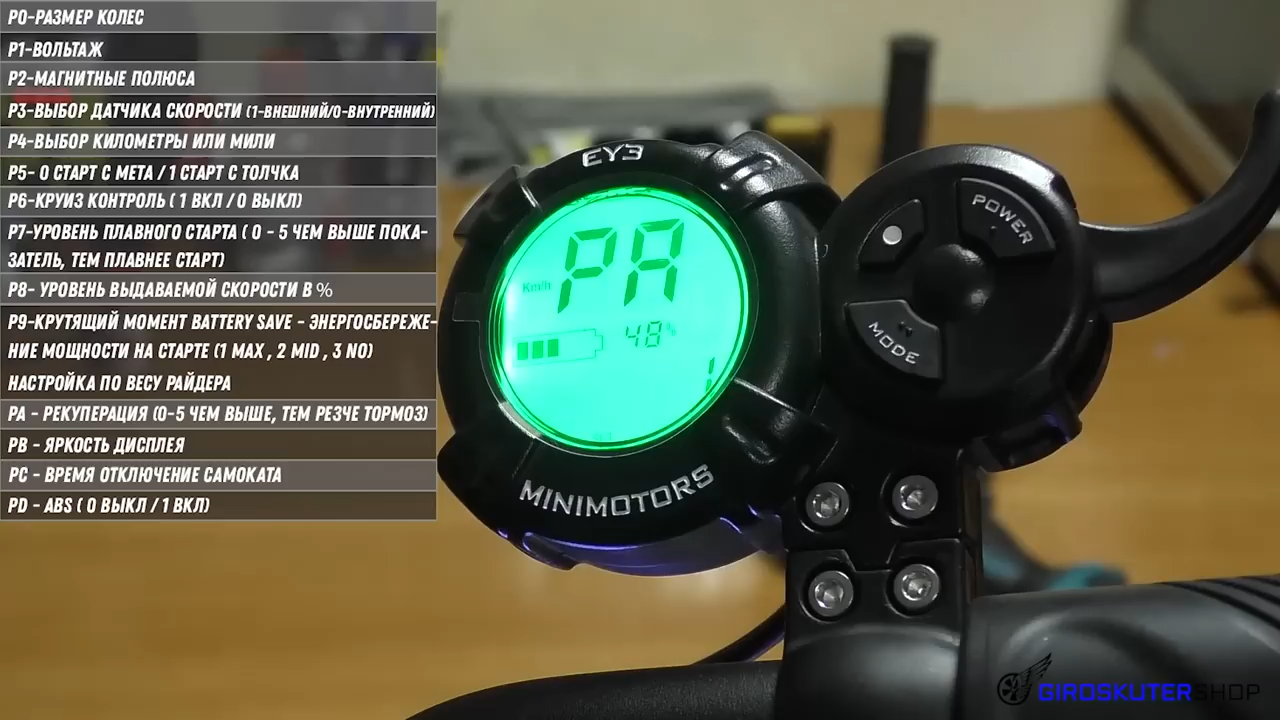 P0-РАЗМЕР КОЛЕС
P1-ВОЛЬТАЖ
P2-МАГНИТНЫЕ ПОЛЮСА
P3-ВЫБОР ДАТЧИКА СКОРОСТИ (1-ВНЕШНИЙ/0-ВНУТРЕННИЙ)
P4-ВЫБОР КИЛОМЕТРЫ ИЛИ МИЛИ
P5- 0 СТАРТ С МЕТА / 1 СТАРТ С ТОЛЧКА
P6-КРУИЗ КОНТРОЛЬ ( 1 ВКЛ / 0 ВЫКЛ)
P7-УРОВЕНЬ ПЛАВНОГО СТАРТА ( 0 - 5 ЧЕМ ВЫШЕ ПОКА-
ЗАТЕЛЬ, ТЕМ ПЛАВНЕЕ СТАРТ)
P8- УРОВЕНЬ ВЫДАВАЕМОЙ СКОРОСТИ В %
P9-КРУТЯЩИЙ МОМЕНТ BATTERY SAVE - ЭНЕРГОСБЕРЕЖЕ-
НИЕ МОЩНОСТИ НА СТАРТЕ (1 MAX , 2 MID , 3 NO)
НАСТРОЙКА ПО ВЕСУ РАЙДЕРА
PA - РЕКУПЕРАЦИЯ (0-5 ЧЕМ ВЫШЕ, ТЕМ РЕЗЧЕ ТОРМОЗ)
PB - ЯРКОСТЬ ДИСПЛЕЯ
PC - ВРЕМЯ ОТКЛЮЧЕНИЕ САМОКАТА
PD - ABS ( 0 ВЫКЛ / 1 ВКЛ)
EY3
PA
Km/h
48%
1
MINIMOTORS
POWER
MODE
GIROSKUTERSHOP